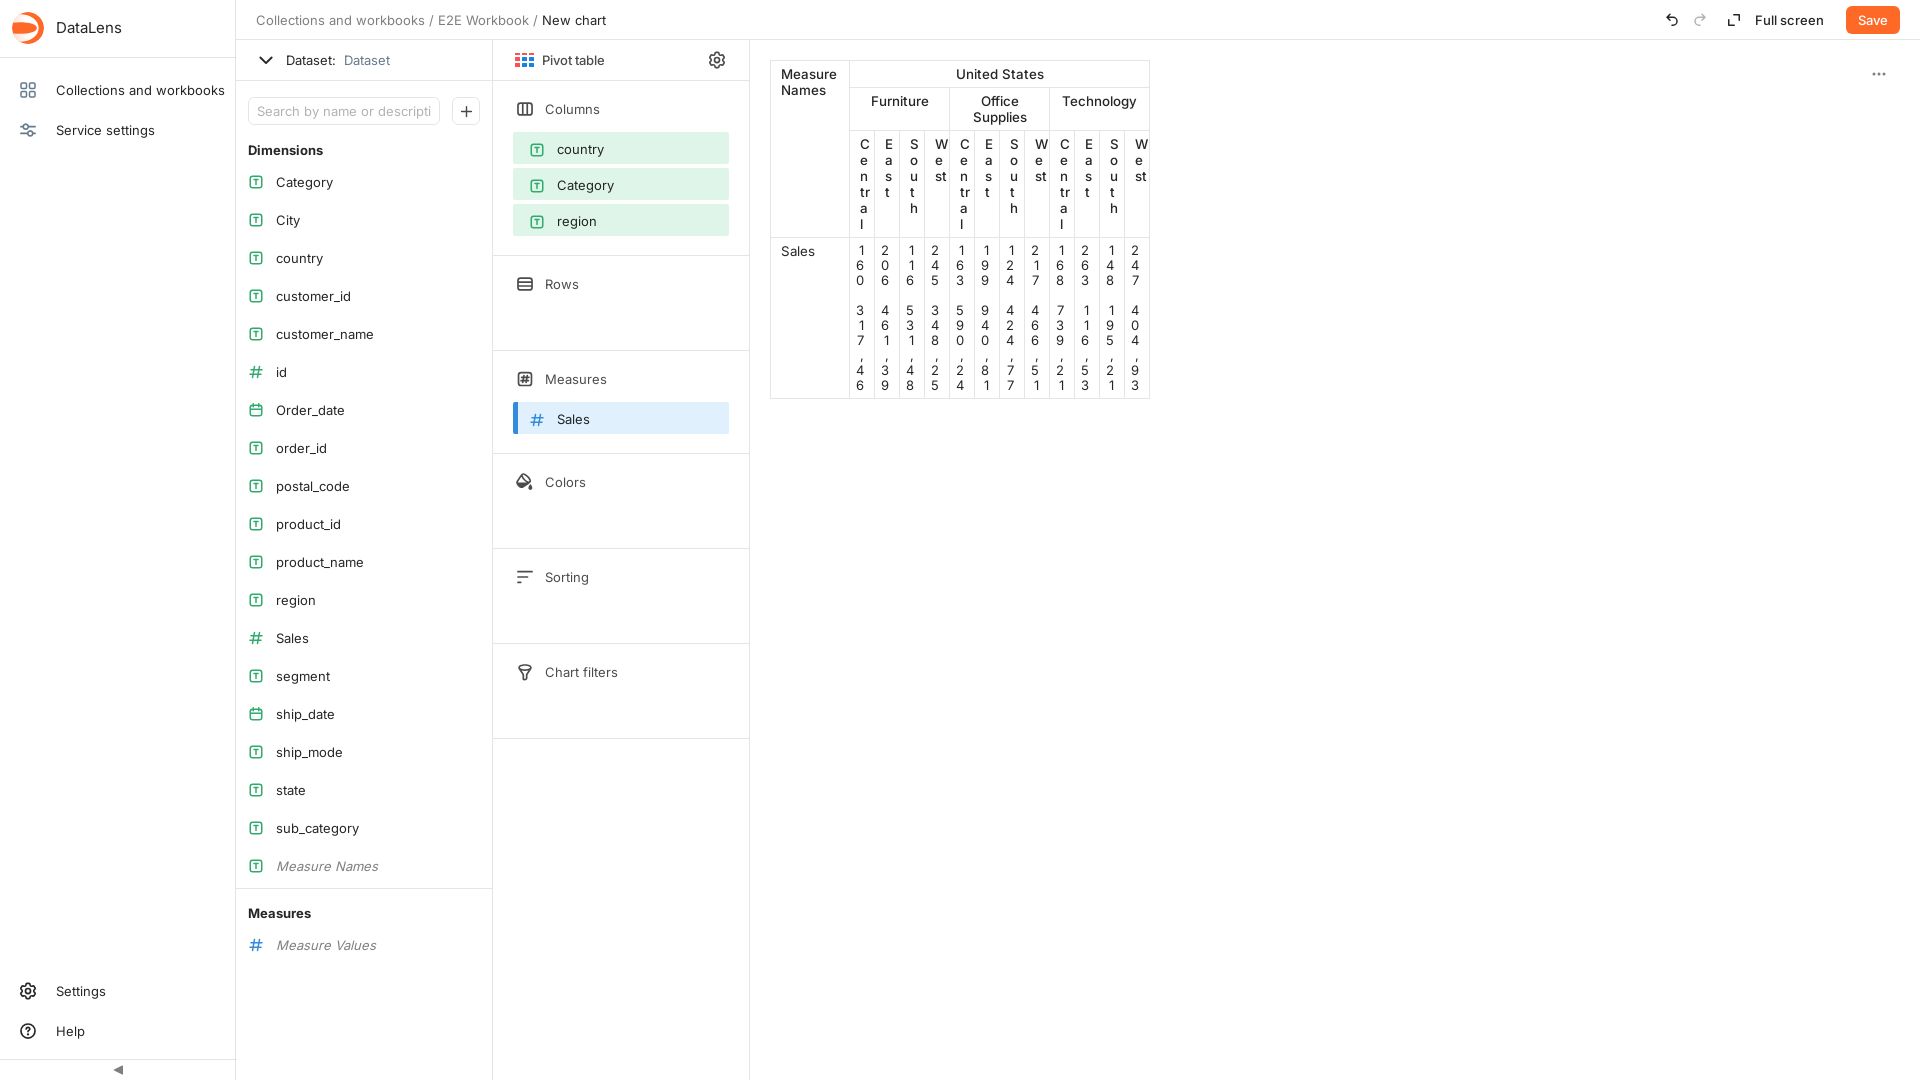 DataLens
Collections and workbooks
Service settings
Settings
Help
Collections and workbooks / E2E Workbook / New chart
Full screen
Save
Dataset: Dataset
Search by name or descripti
Dimensions
Category
City
country
customer_id
customer_name
id
Order_date
order_id
postal_code
product_id
product_name
region
Sales
segment
ship_date
ship_mode
state
sub_category
Measure Names
Measures
Measure Values
Pivot table
Columns
country
Category
region
Rows
Measures
Sales
Colors
Sorting
Chart filters
Measure
Names
United States
Furniture
Office
Supplies
Technology
Central East South West Central East South West Central East South West
Sales 160 317,46 206 461,39 116 531,48 245 348,25 163 590,24 199 940,81 124 424,77 217 466,51 168 739,21 263 116,53 148 195,21 247 404,93